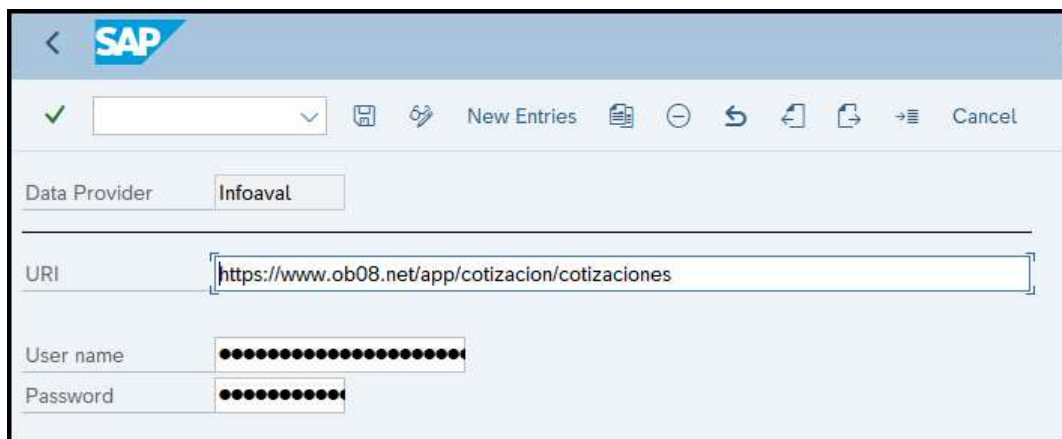 SAP
New Entries Cancel
Data Provider Infoaval
URI https://www.ob08.net/app/cotizacion/cotizaciones
User name ●●●●●●●●●●●●●●●●●●●●●●
Password ●●●●●●●●●●●